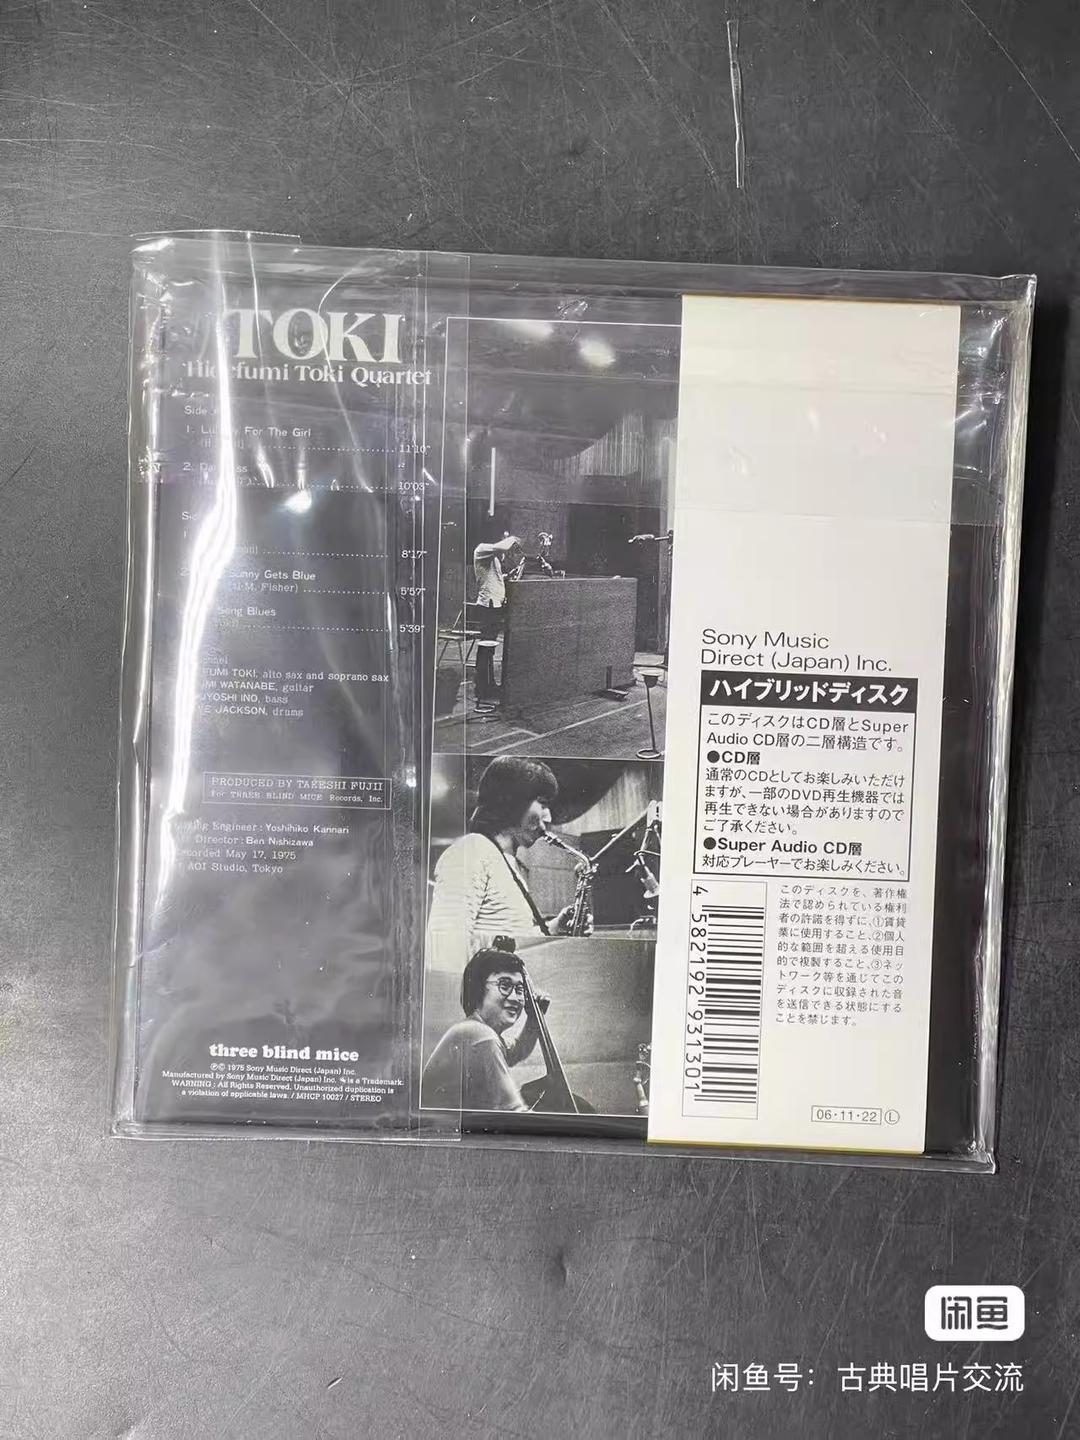 TOKI
Hidefumi Toki Quartet
Side
1. For The Girl
11'10"
2.
10'03"
8'17"
Sunny Gets Blue
M. Fisher)
5'57"
Song Blues
5'39"
TOKI, alto sax and soprano sax
WATANABE, guitar
INO, bass
JACKSON, drums
PRODUCED BY TAKESHI FUJII
For THREE BLIND MICE Records, Inc.
Engineer : Yoshihiko Kannari
Director : Ben Nishizawa
May 17, 1975
AOI Studio, Tokyo
three blind mice
Ⓟ© 1975 Sony Music Direct (Japan) Inc.
Manufactured by Sony Music Direct (Japan) Inc. is a Trademark.
WARNING : All Rights Reserved. Unauthorized duplication is
a violation of applicable laws. / MHCP 10027 / STEREO
Sony Music
Direct (Japan) Inc.
ハイブリッドディスク
このディスクはCD層とSuper
Audio CD層の二層構造です。
●CD層
通常のCDとしてお楽しみいただけ
ますが、一部のDVD再生機器では
再生できない場合がありますので
ご了承ください。
●Super Audio CD層
対応プレーヤーでお楽しみください。
4 582192 931301
このディスクを、著作権
法で認められている権利
者の許諾を得ずに、①賃貸
業に使用すること、②個人
的な範囲を超える使用目
的で複製すること、③ネッ
トワーク等を通じてこの
ディスクに収録された音
を送信できる状態にする
ことを禁じます。
06・11・22 Ⓛ
闲鱼
闲鱼号：古典唱片交流